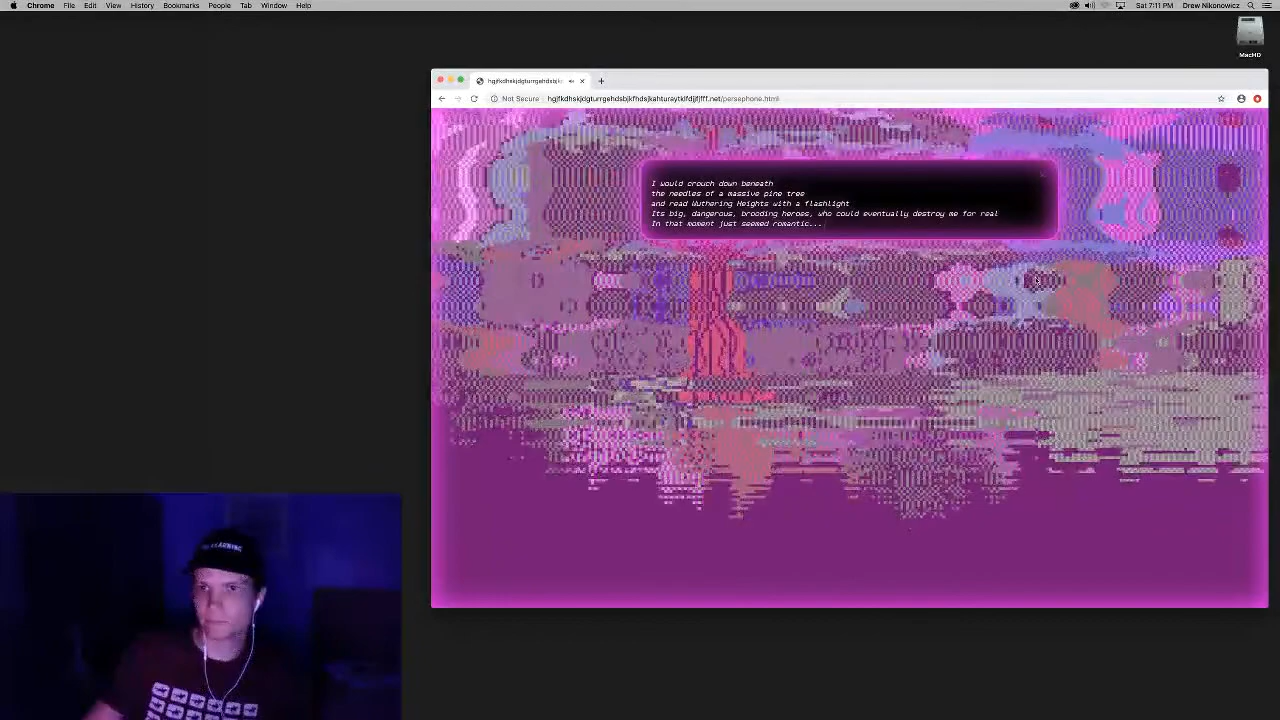 Chrome File Edit View History Bookmarks People Tab Window Help
Sat 7:11 PM Drew Nikonowicz
MacHD
Not Secure
.net/persephone.html
I would crouch down beneath
the needles of a massive pine tree
and read Wuthering Heights with a flashlight
Its big, dangerous, brooding heroes, who could eventually destroy me for real
In that moment just seemed romantic...